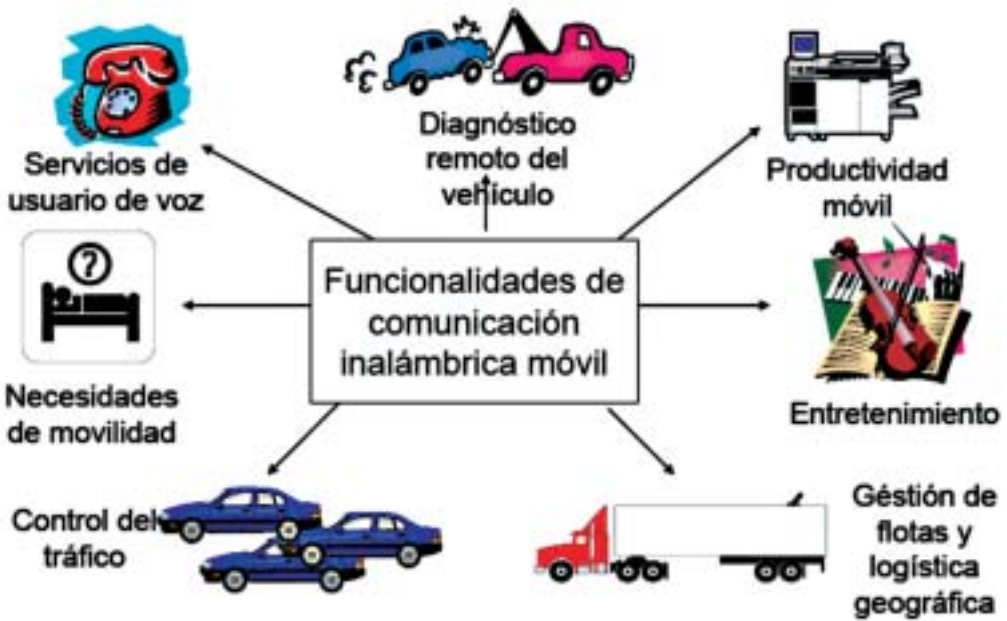 Servicios de
usuario de voz
Diagnóstico
remoto del
vehículo
Productividad
móvil
Funcionalidades de
comunicación
inalámbrica móvil
?
Necesidades
de movilidad
Entretenimiento
Control del
tráfico
Géstión de
flotas y
logística
geográfica